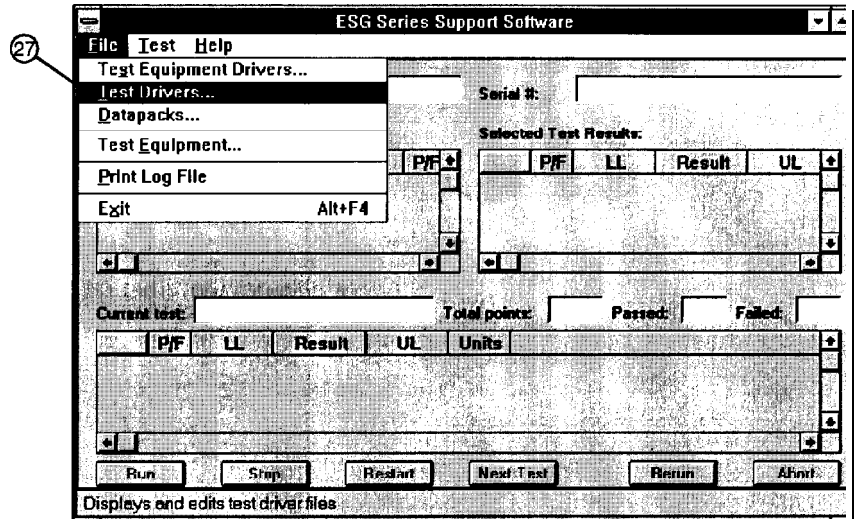 ESG Series Support Software
27
File Test Help
Test Equipment Drivers...
Test Drivers...
Datapacks...
Test Equipment...
Print Log File
Exit Alt+F4
Serial #:
Selected Test Results:
P/F
P/F LL Result UL
Current test: Total points: Passed: Failed:
P/F LL Result UL Units
Run Stop Restart Next Test Rerun Abort
Displays and edits test driver files